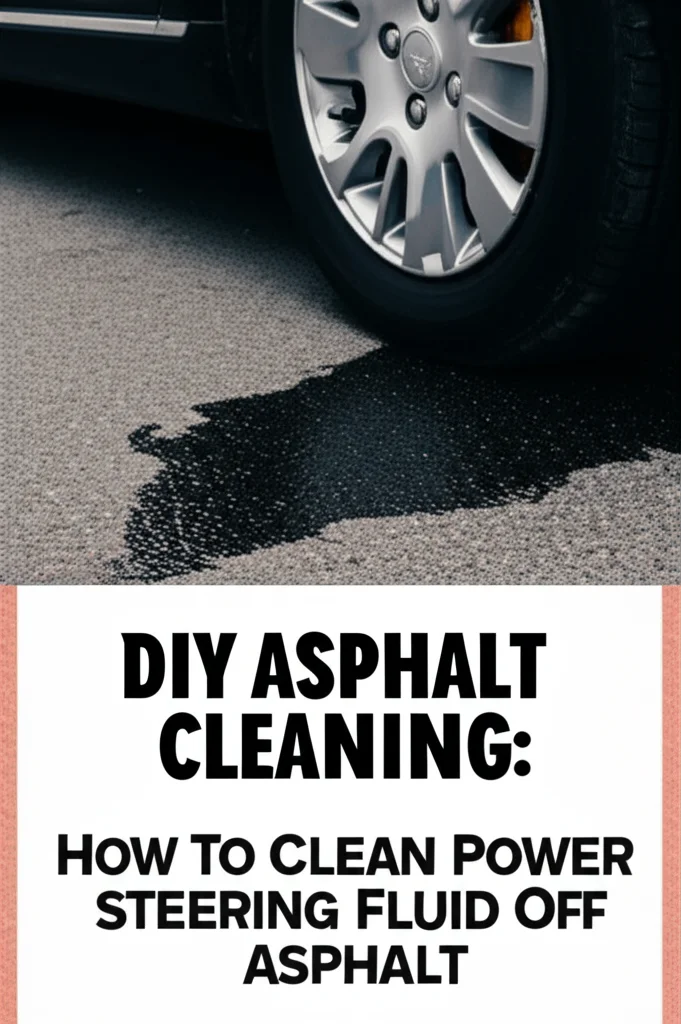 DIY ASPHALT
CLEANING:
HOW TO CLEAN POWER
STEERING FLUID OFF
ASPHALT